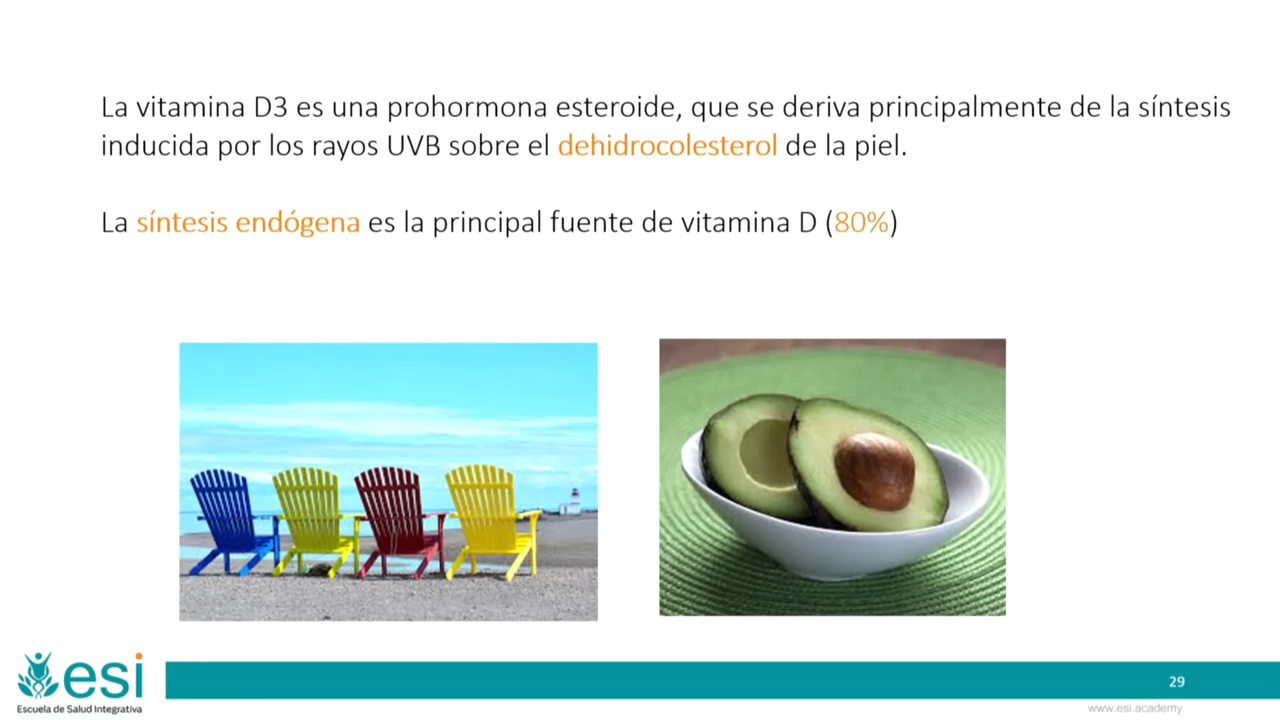 La vitamina D3 es una prohormona esteroide, que se deriva principalmente de la síntesis
inducida por los rayos UVB sobre el dehidrocolesterol de la piel.
La síntesis endógena es la principal fuente de vitamina D (80%)
esi
Escuela de Salud Integrativa
29
www.esi.academy